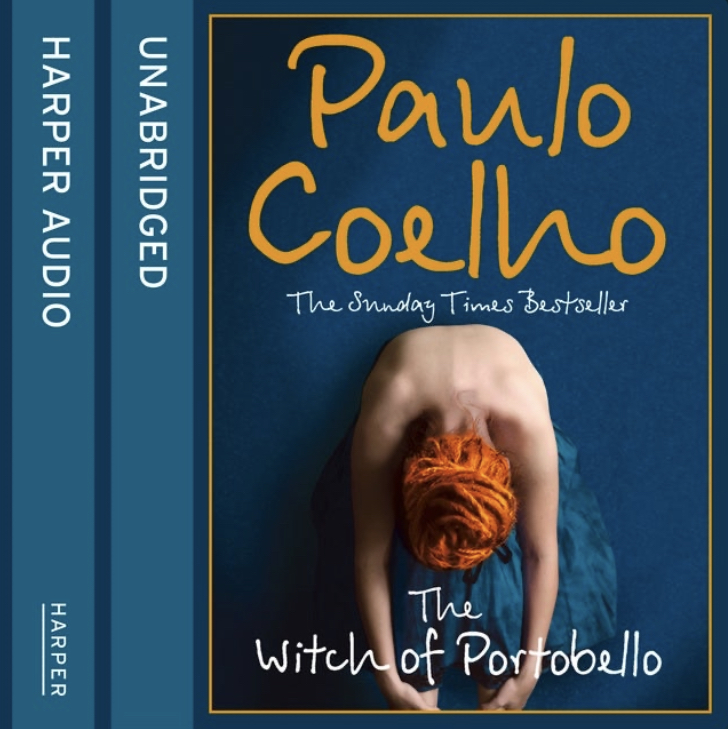 HARPER AUDIO
HARPER
UNABRIDGED
Paulo
Coelho
The Sunday Times Bestseller
The
Witch of Portobello